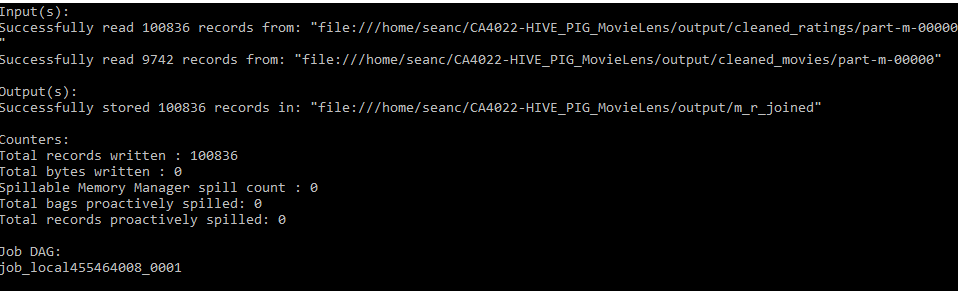 Input(s):
Successfully read 100836 records from: "file:///home/seanc/CA4022-HIVE_PIG_MovieLens/output/cleaned_ratings/part-m-00000
"
Successfully read 9742 records from: "file:///home/seanc/CA4022-HIVE_PIG_MovieLens/output/cleaned_movies/part-m-00000"
Output(s):
Successfully stored 100836 records in: "file:///home/seanc/CA4022-HIVE_PIG_MovieLens/output/m_r_joined"
Counters:
Total records written : 100836
Total bytes written : 0
Spillable Memory Manager spill count : 0
Total bags proactively spilled: 0
Total records proactively spilled: 0
Job DAG:
job_local455464008_0001